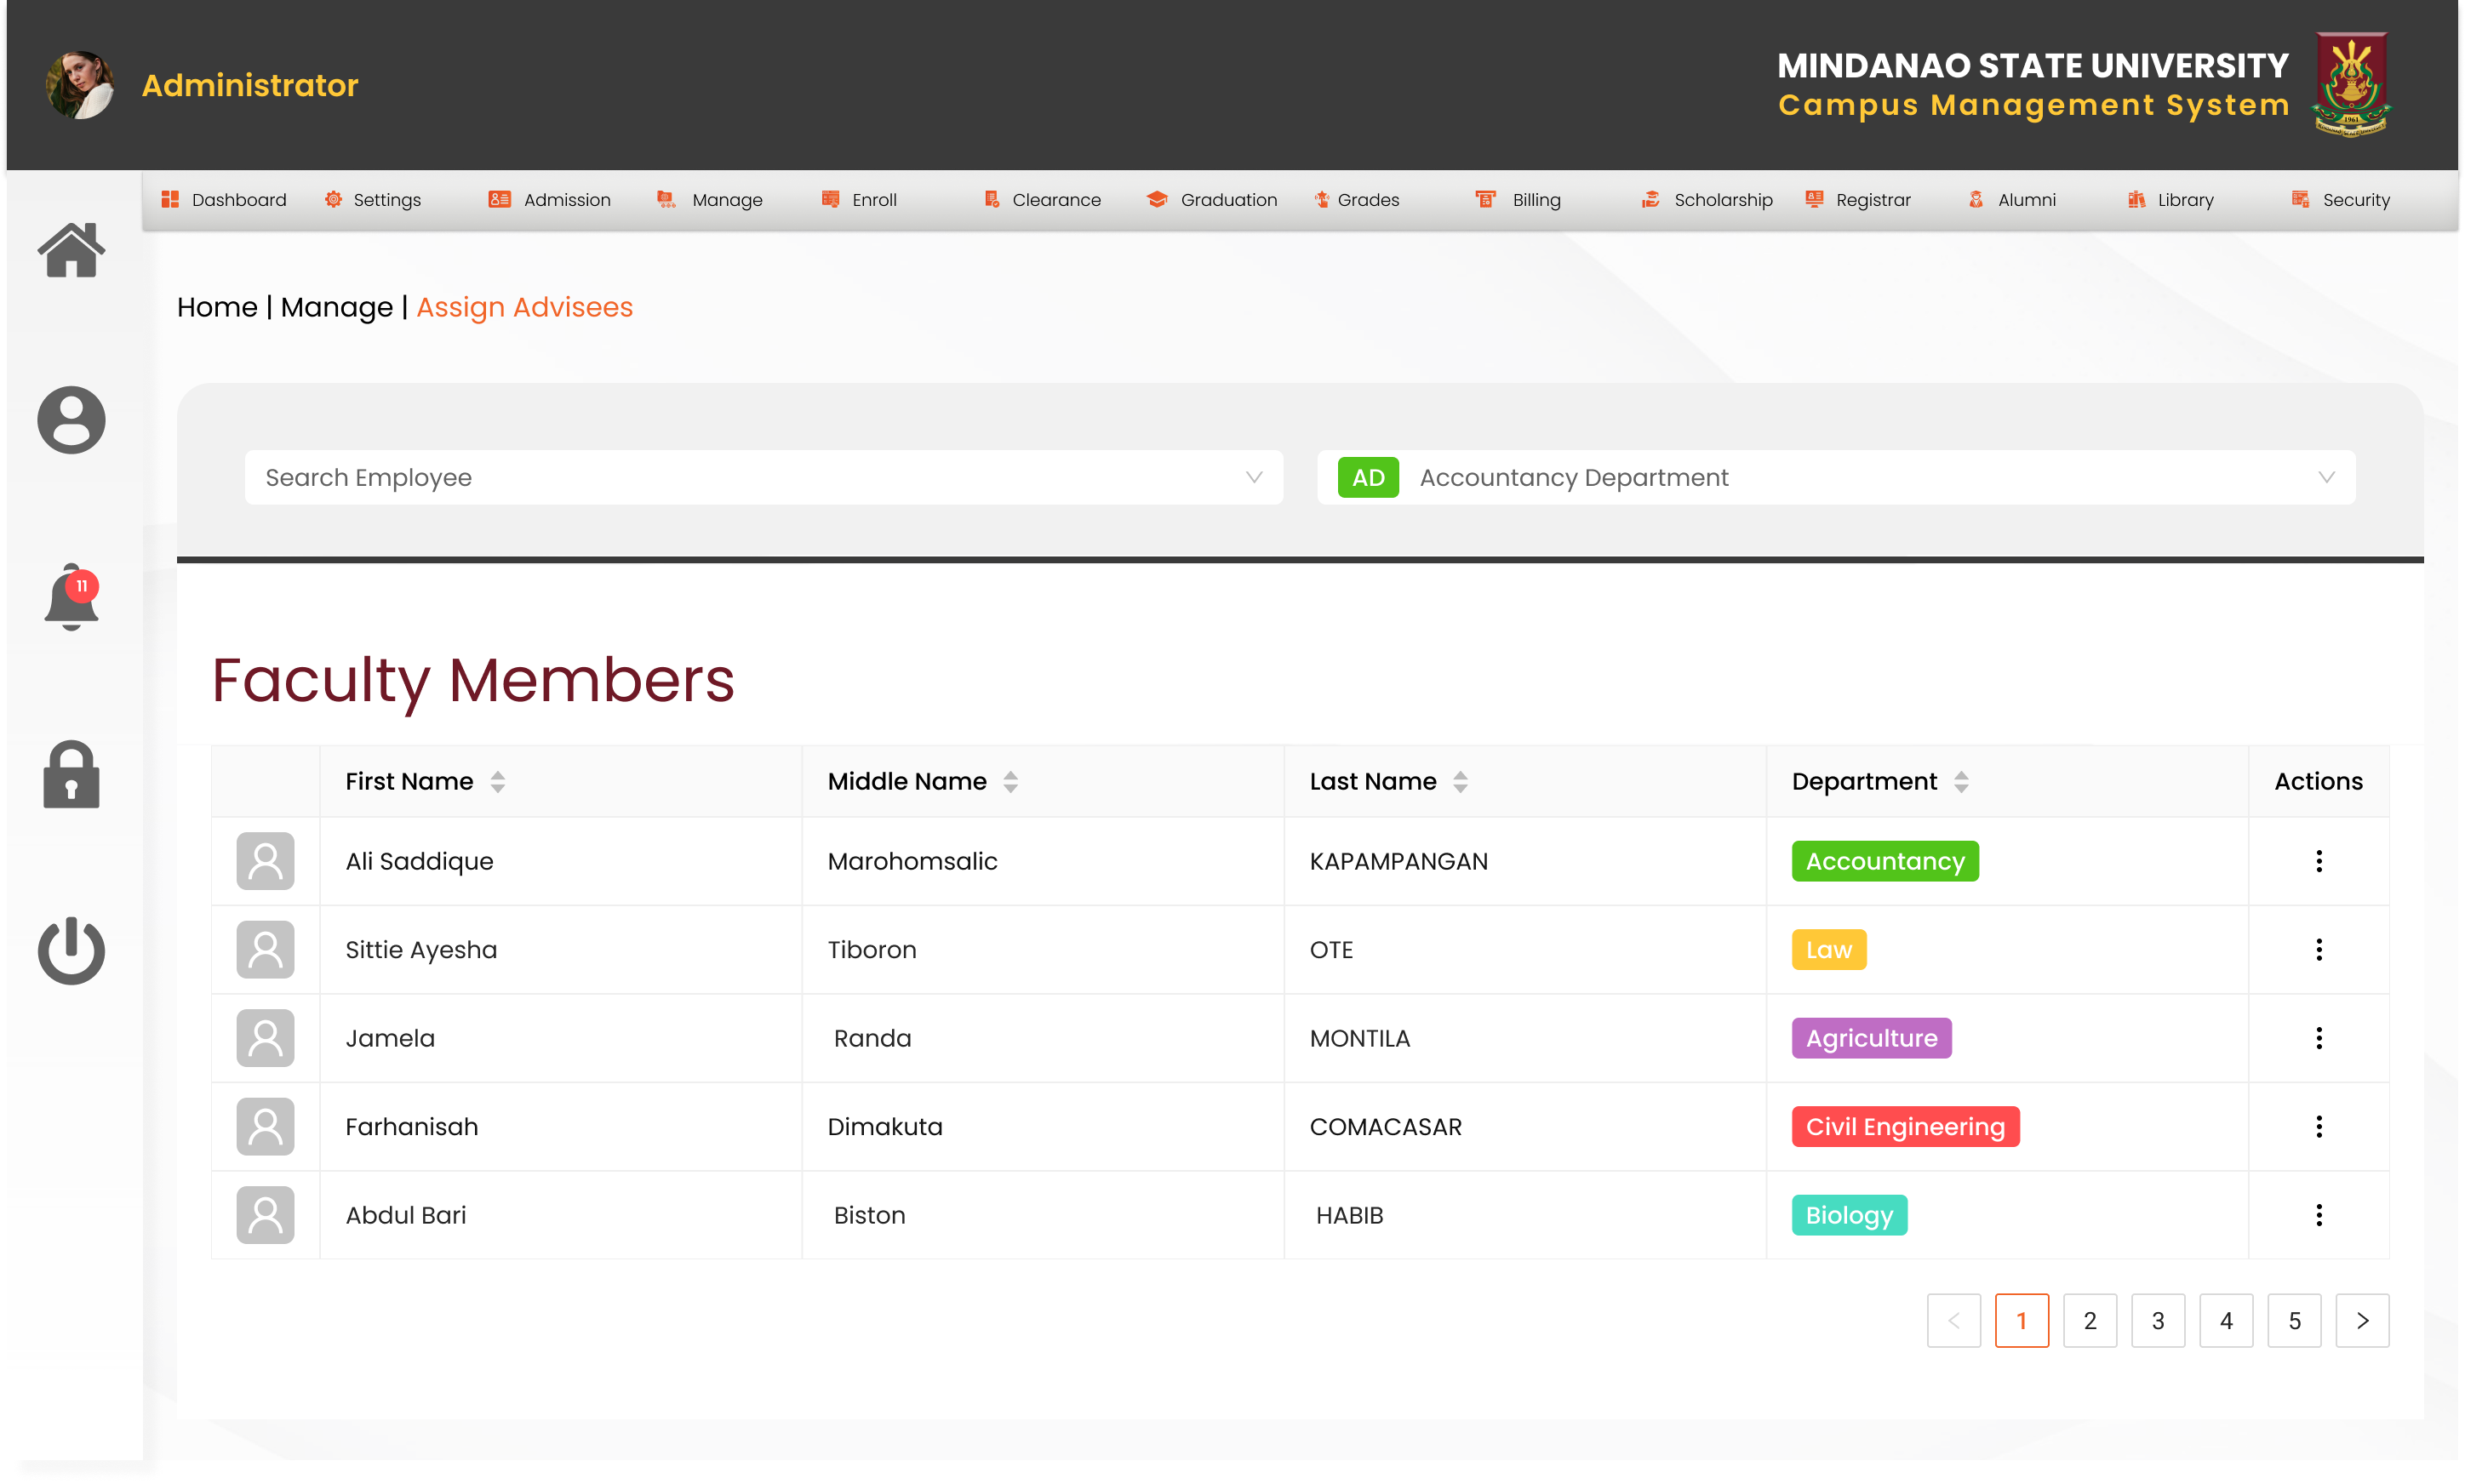 Administrator
MINDANAO STATE UNIVERSITY
Campus Management System
1961
Dashboard Settings Admission Manage Enroll Clearance Graduation Grades Billing Scholarship Registrar Alumni Library Security
Home | Manage | Assign Advisees
Search Employee
AD Accountancy Department
11
Faculty Members
First Name Middle Name Last Name Department Actions
Ali Saddique Marohomsalic KAPAMPANGAN Accountancy
Sittie Ayesha Tiboron OTE Law
Jamela Randa MONTILA Agriculture
Farhanisah Dimakuta COMACASAR Civil Engineering
Abdul Bari Biston HABIB Biology
< 1 2 3 4 5 >